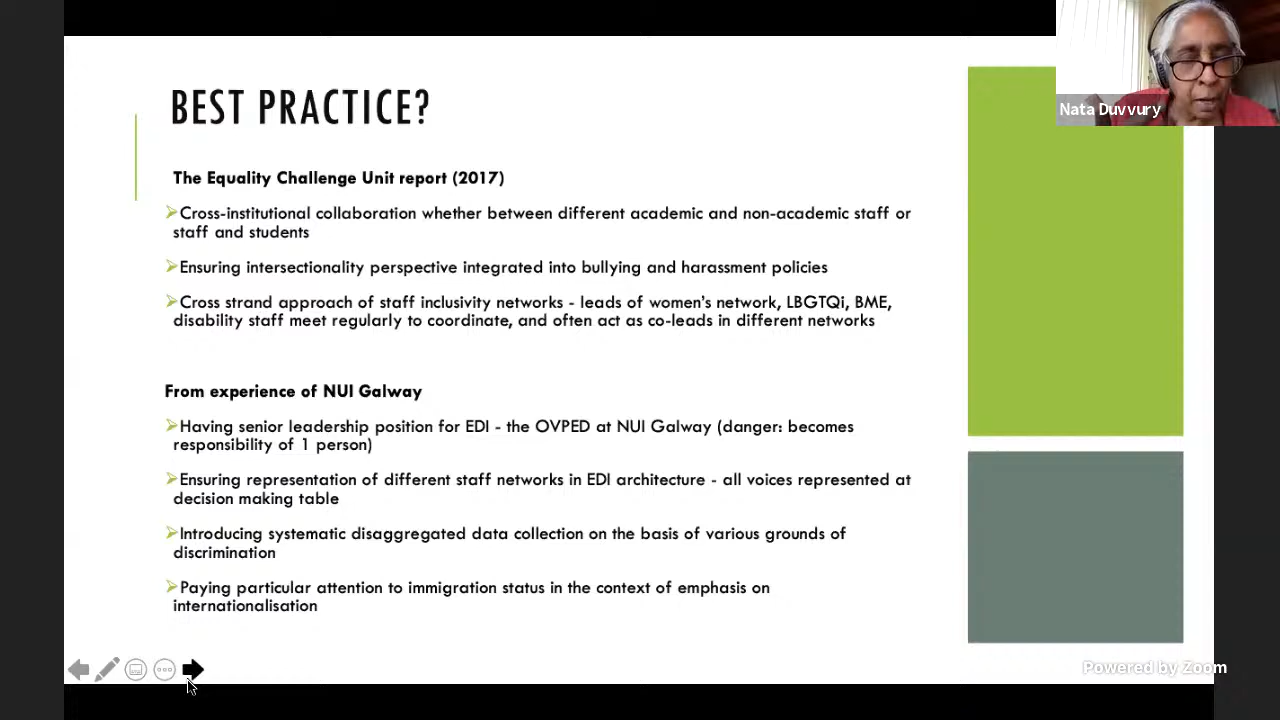 BEST PRACTICE?
Nata Duvvury
The Equality Challenge Unit report (2017)
Cross-institutional collaboration whether between different academic and non-academic staff or
staff and students
Ensuring intersectionality perspective integrated into bullying and harassment policies
Cross strand approach of staff inclusivity networks - leads of women's network, LBGTQi, BME,
disability staff meet regularly to coordinate, and often act as co-leads in different networks
From experience of NUI Galway
Having senior leadership position for EDI - the OVPED at NUI Galway (danger: becomes
responsibility of 1 person)
Ensuring representation of different staff networks in EDI architecture - all voices represented at
decision making table
Introducing systematic disaggregated data collection on the basis of various grounds of
discrimination
Paying particular attention to immigration status in the context of emphasis on
internationalisation
Powered by Zoom